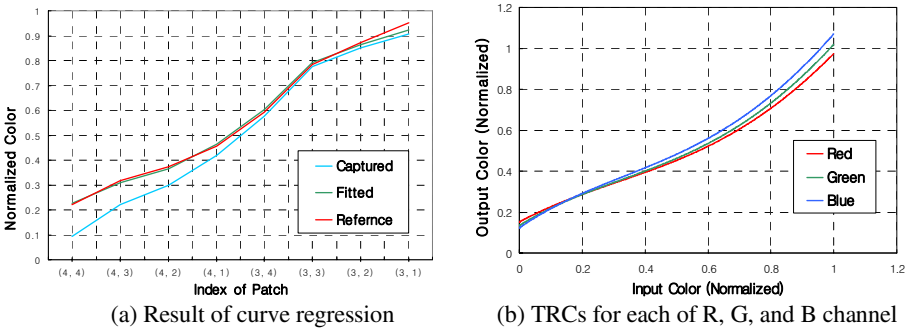 1
0.9
0.8
0.7
0.6
0.5
0.4
0.3
0.2
0.1
0
Normalized Color
Captured
Fitted
Refernce
(4, 4) (4, 3) (4, 2) (4, 1) (3, 4) (3, 3) (3, 2) (3, 1)
Index of Patch
(a) Result of curve regression
1.2
1
0.8
0.6
0.4
0.2
0
Output Color (Normalized)
Red
Green
Blue
0 0.2 0.4 0.6 0.8 1 1.2
Input Color (Normalized)
(b) TRCs for each of R, G, and B channel